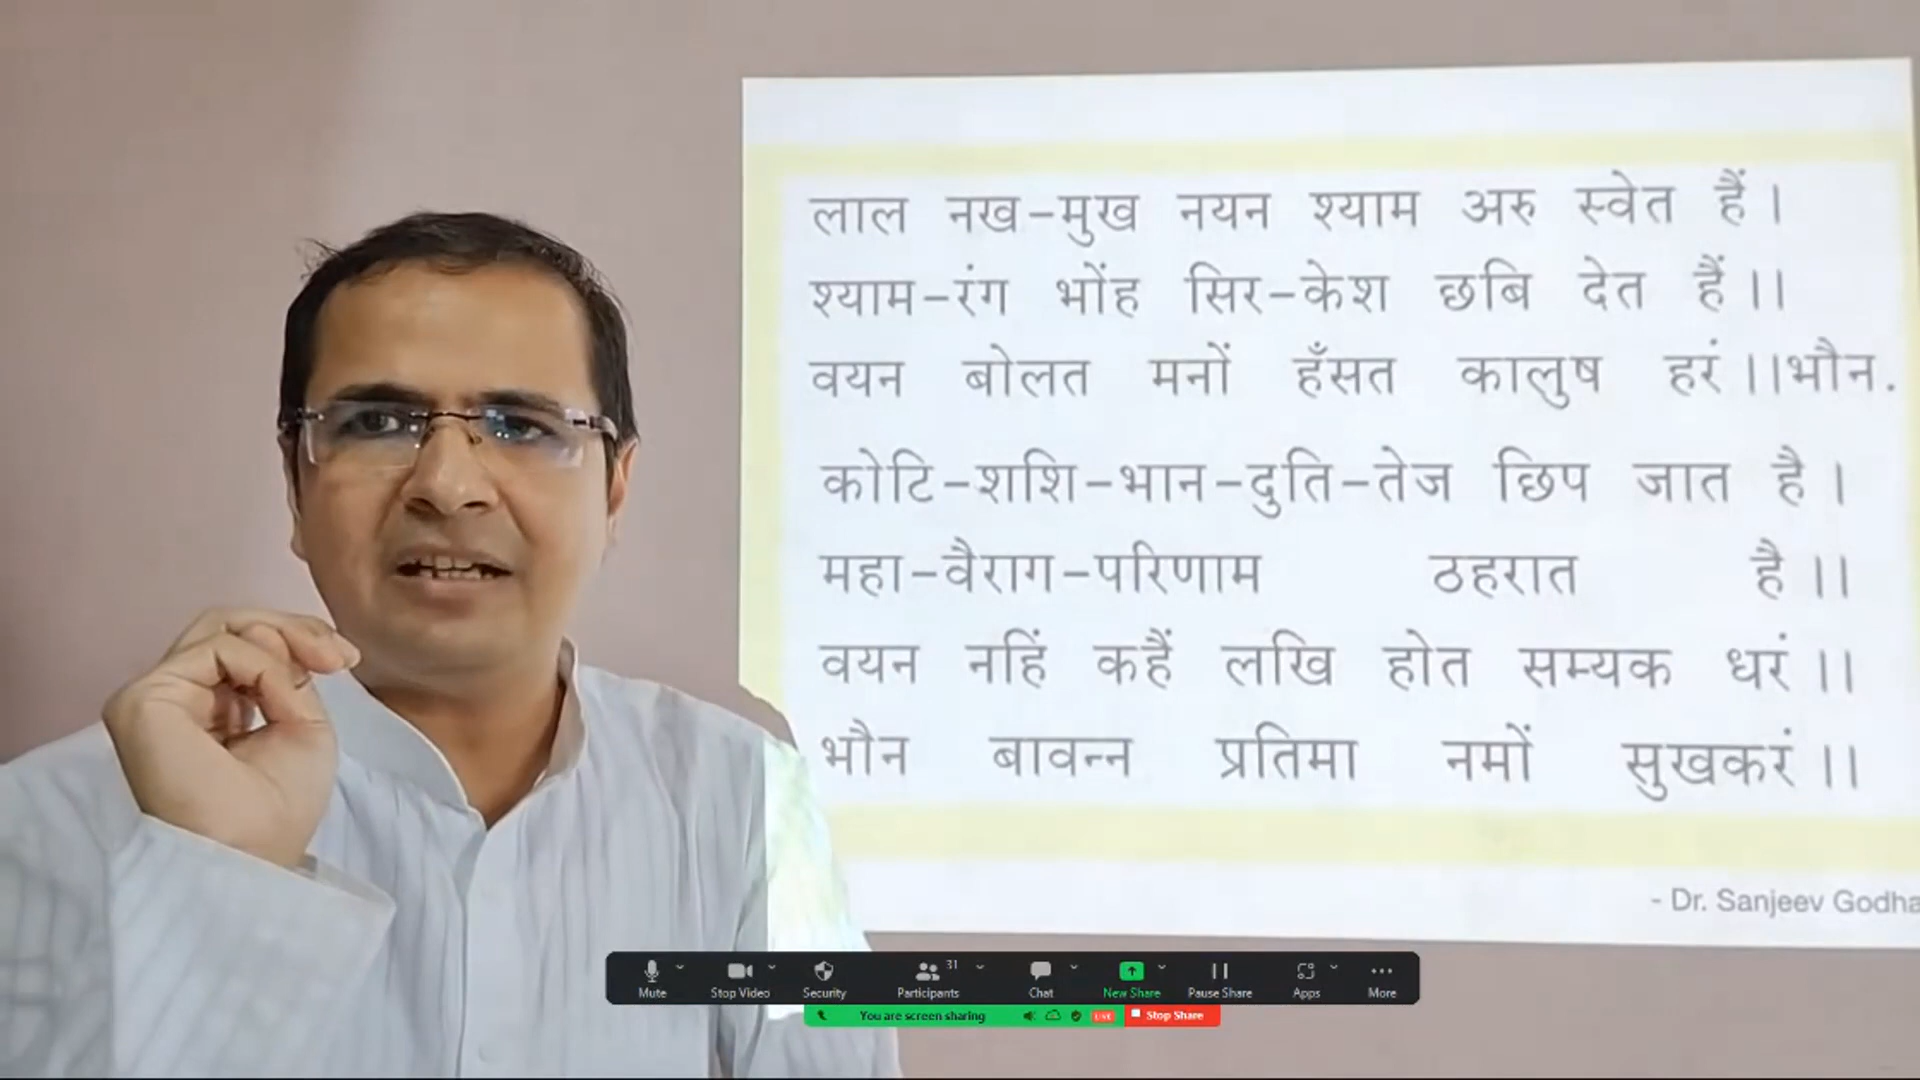 लाल नख-मुख नयन श्याम अरु स्वेत हैं ।
श्याम-रंग भोंह सिर-केश छबि देत हैं ।।
वयन बोलत मनों हँसत कालुष हरं ।।भौन.
कोटि-शशि-भान-दुति-तेज छिप जात है ।
महा-वैराग-परिणाम ठहरात है ।।
वयन नहिं कहैं लखि होत सम्यक धरं ।।
भौन बावन्न प्रतिमा नमों सुखकरं ।।
- Dr. Sanjeev Godha
31
Mute Stop Video Security Participants Chat New Share Pause Share Apps More
You are screen sharing LIVE Stop Share